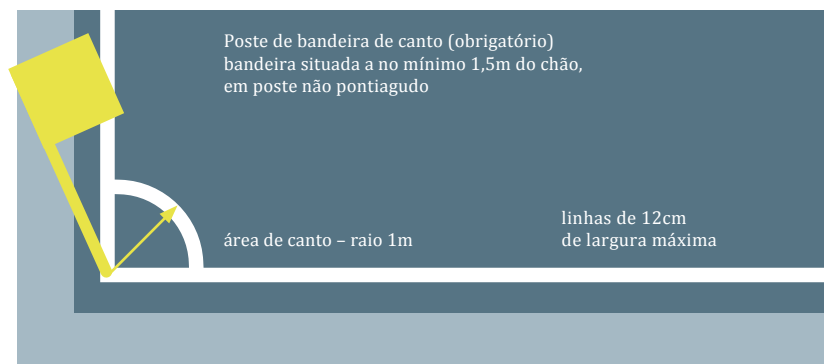 Poste de bandeira de canto (obrigatório)
bandeira situada a no mínimo 1,5m do chão,
em poste não pontiagudo
área de canto – raio 1m
linhas de 12cm
de largura máxima